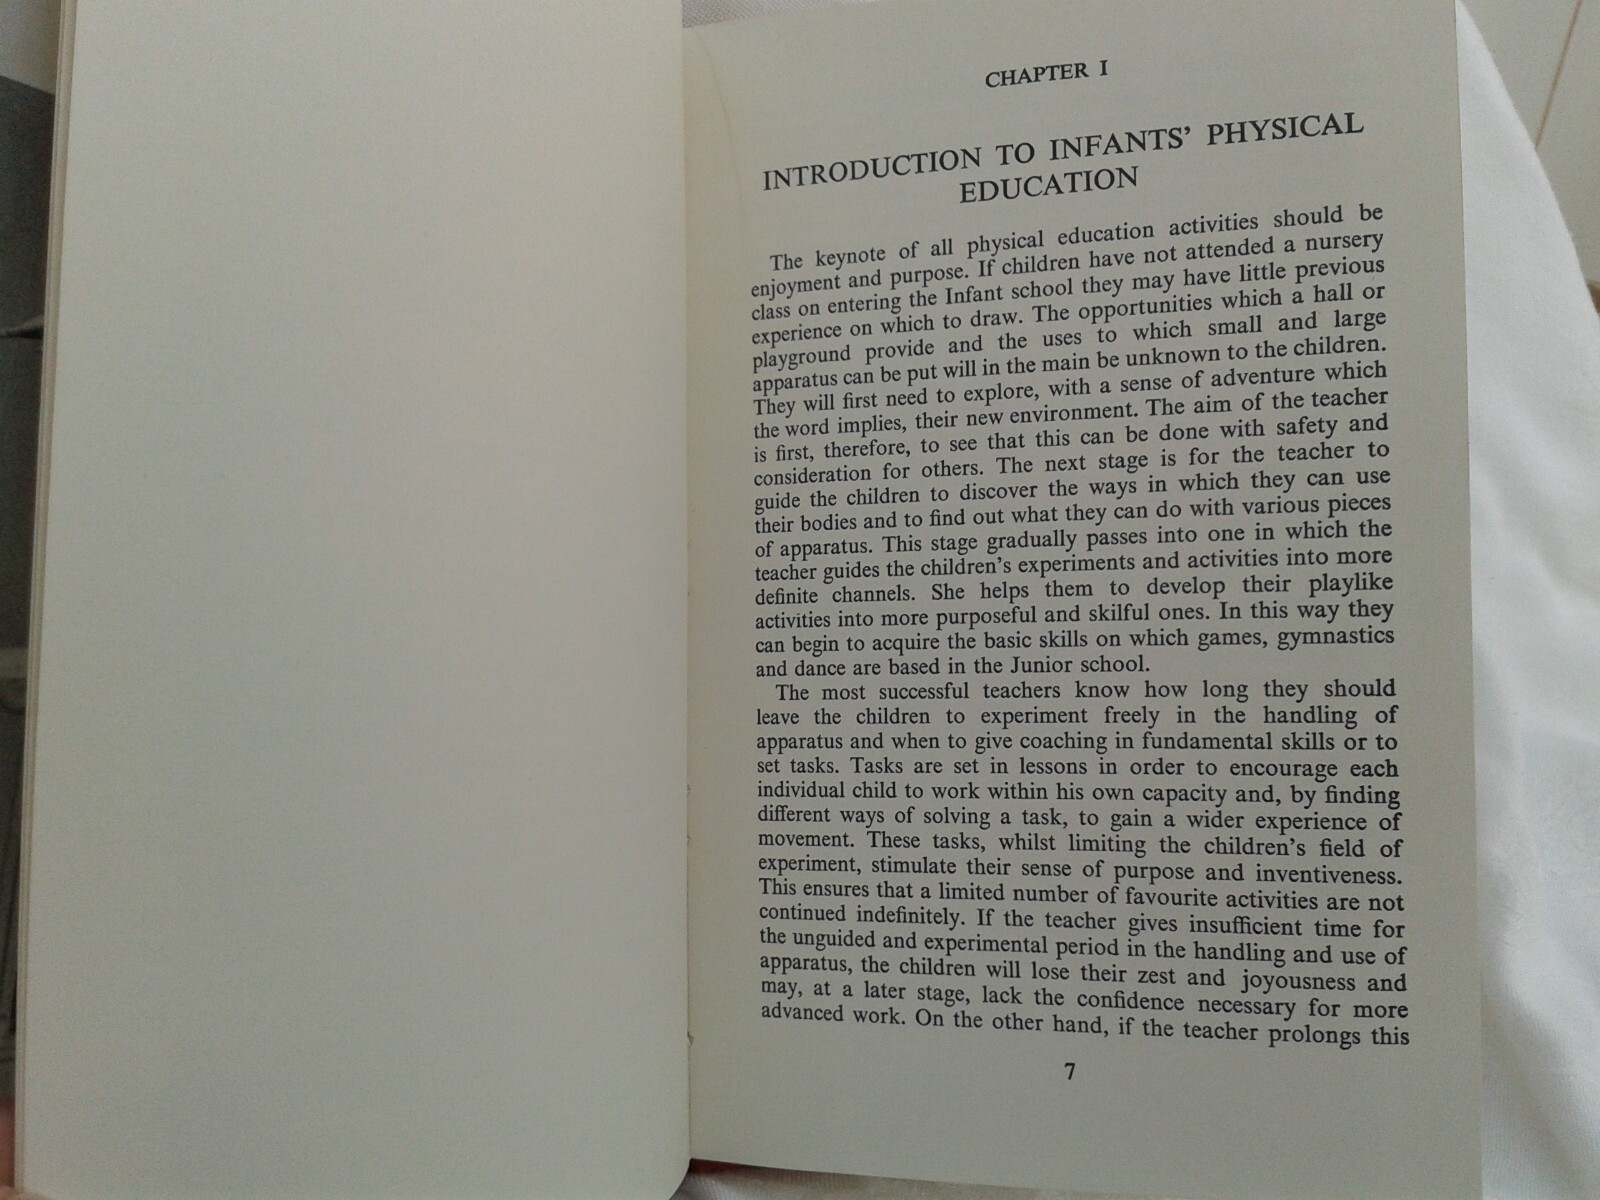 CHAPTER I
INTRODUCTION TO INFANTS' PHYSICAL
EDUCATION
The keynote of all physical education activities should be
enjoyment and purpose. If children have not attended a nursery
class on entering the Infant school they may have little previous
experience on which to draw. The opportunities which a hall or
playground provide and the uses to which small and large
apparatus can be put will in the main be unknown to the children.
They will first need to explore, with a sense of adventure which
the word implies, their new environment. The aim of the teacher
is first, therefore, to see that this can be done with safety and
consideration for others. The next stage is for the teacher to
guide the children to discover the ways in which they can use
their bodies and to find out what they can do with various pieces
of apparatus. This stage gradually passes into one in which the
teacher guides the children's experiments and activities into more
definite channels. She helps them to develop their playlike
activities into more purposeful and skilful ones. In this way they
can begin to acquire the basic skills on which games, gymnastics
and dance are based in the Junior school.
The most successful teachers know how long they should
leave the children to experiment freely in the handling of
apparatus and when to give coaching in fundamental skills or to
set tasks. Tasks are set in lessons in order to encourage each
individual child to work within his own capacity and, by finding
different ways of solving a task, to gain a wider experience of
movement. These tasks, whilst limiting the children's field of
experiment, stimulate their sense of purpose and inventiveness.
This ensures that a limited number of favourite activities are not
continued indefinitely. If the teacher gives insufficient time for
the unguided and experimental period in the handling and use of
apparatus, the children will lose their zest and joyousness and
may, at a later stage, lack the confidence necessary for more
advanced work. On the other hand, if the teacher prolongs this
7